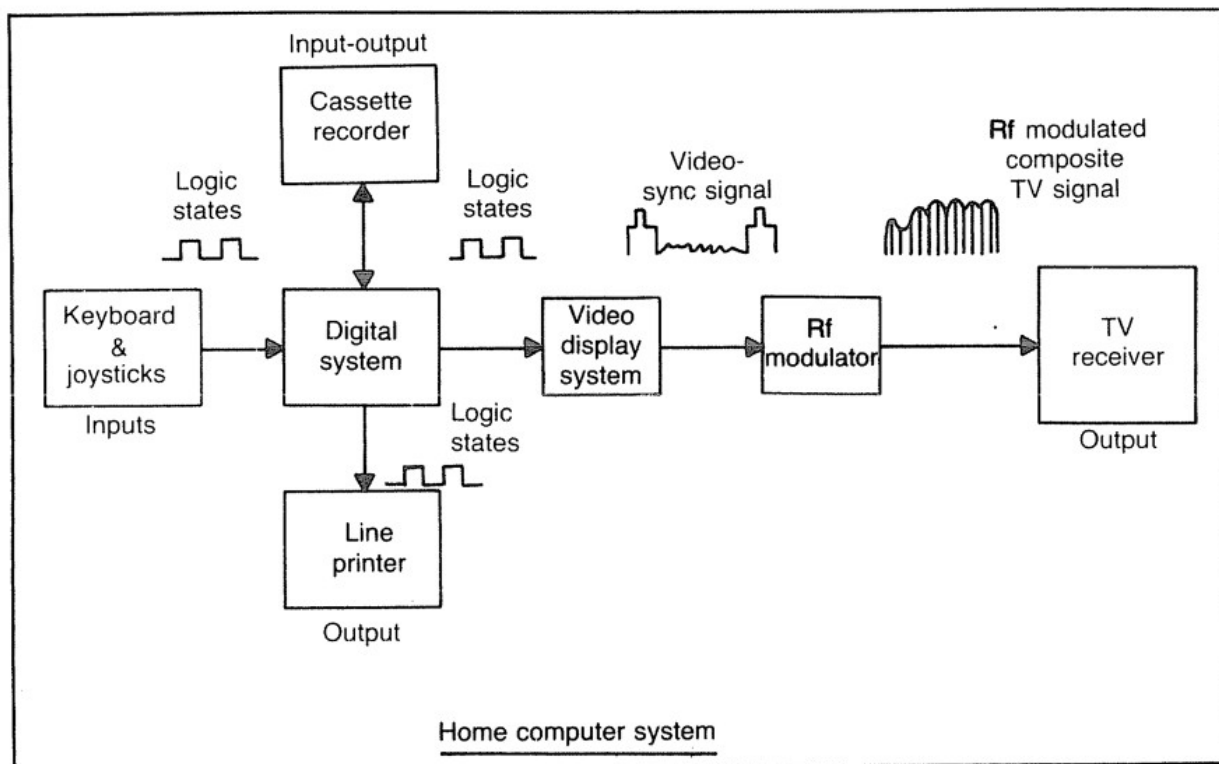 Input-output
Cassette
recorder
Logic
states
Logic
states
Video-
sync signal
Rf modulated
composite
TV signal
Keyboard
&
joysticks
Inputs
Digital
system
Video
display
system
Rf
modulator
TV
receiver
Output
Logic
states
Line
printer
Output
Home computer system